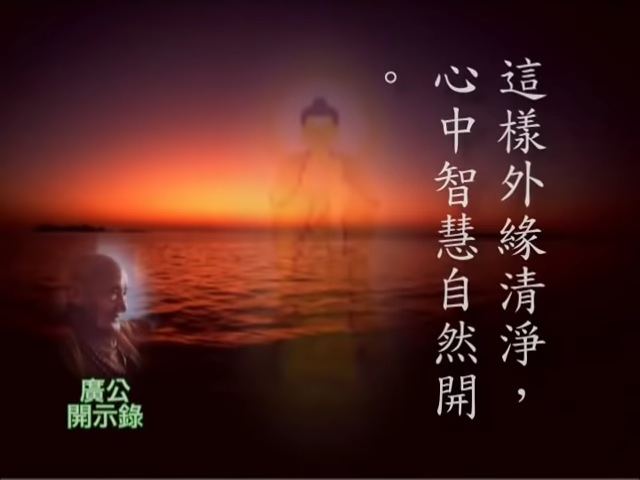 這樣外緣清淨，
心中智慧自然開
。
廣公
開示錄